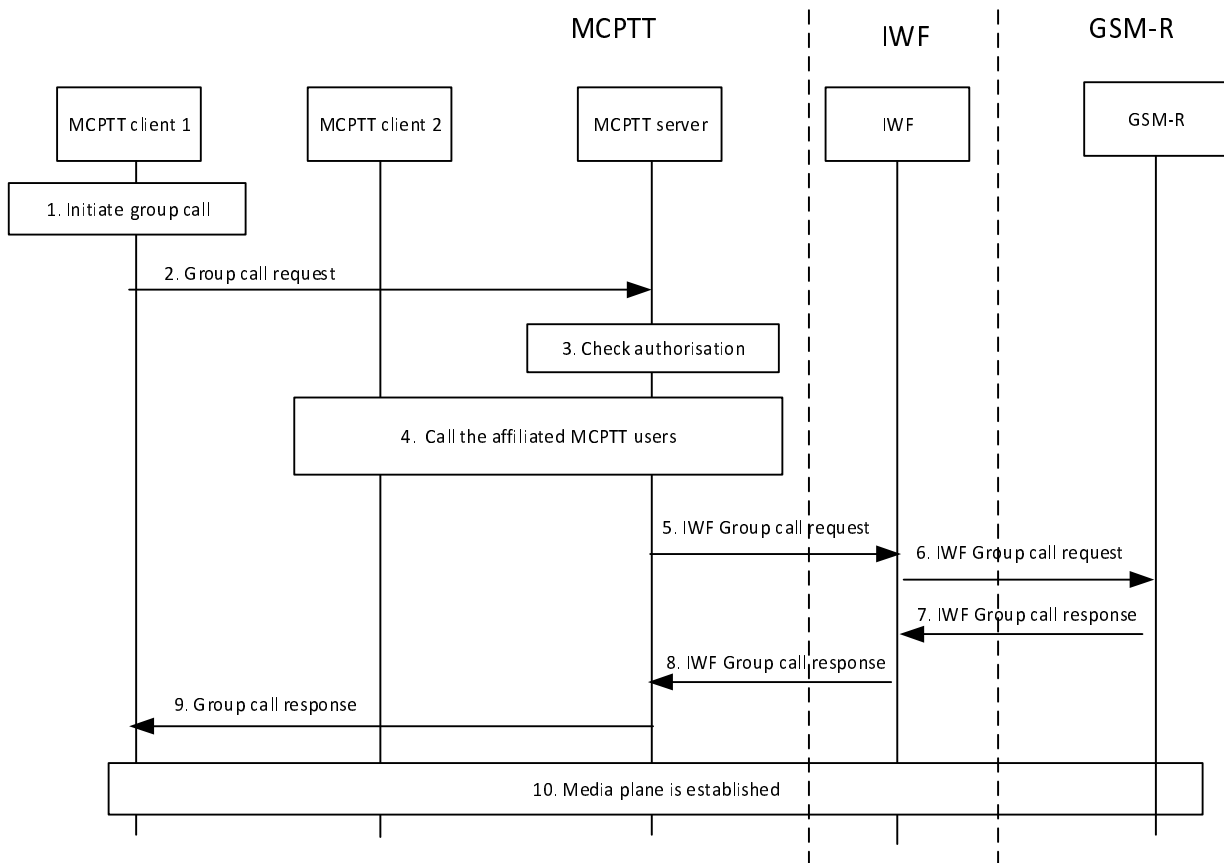 MCPTT
IWF
GSM-R
MCPTT client 1
MCPTT client 2
MCPTT server
IWF
GSM-R
1. Initiate group call
2. Group call request
3. Check authorisation
4. Call the affiliated MCPTT users
5. IWF Group call request
6. IWF Group call request
7. IWF Group call response
8. IWF Group call response
9. Group call response
10. Media plane is established